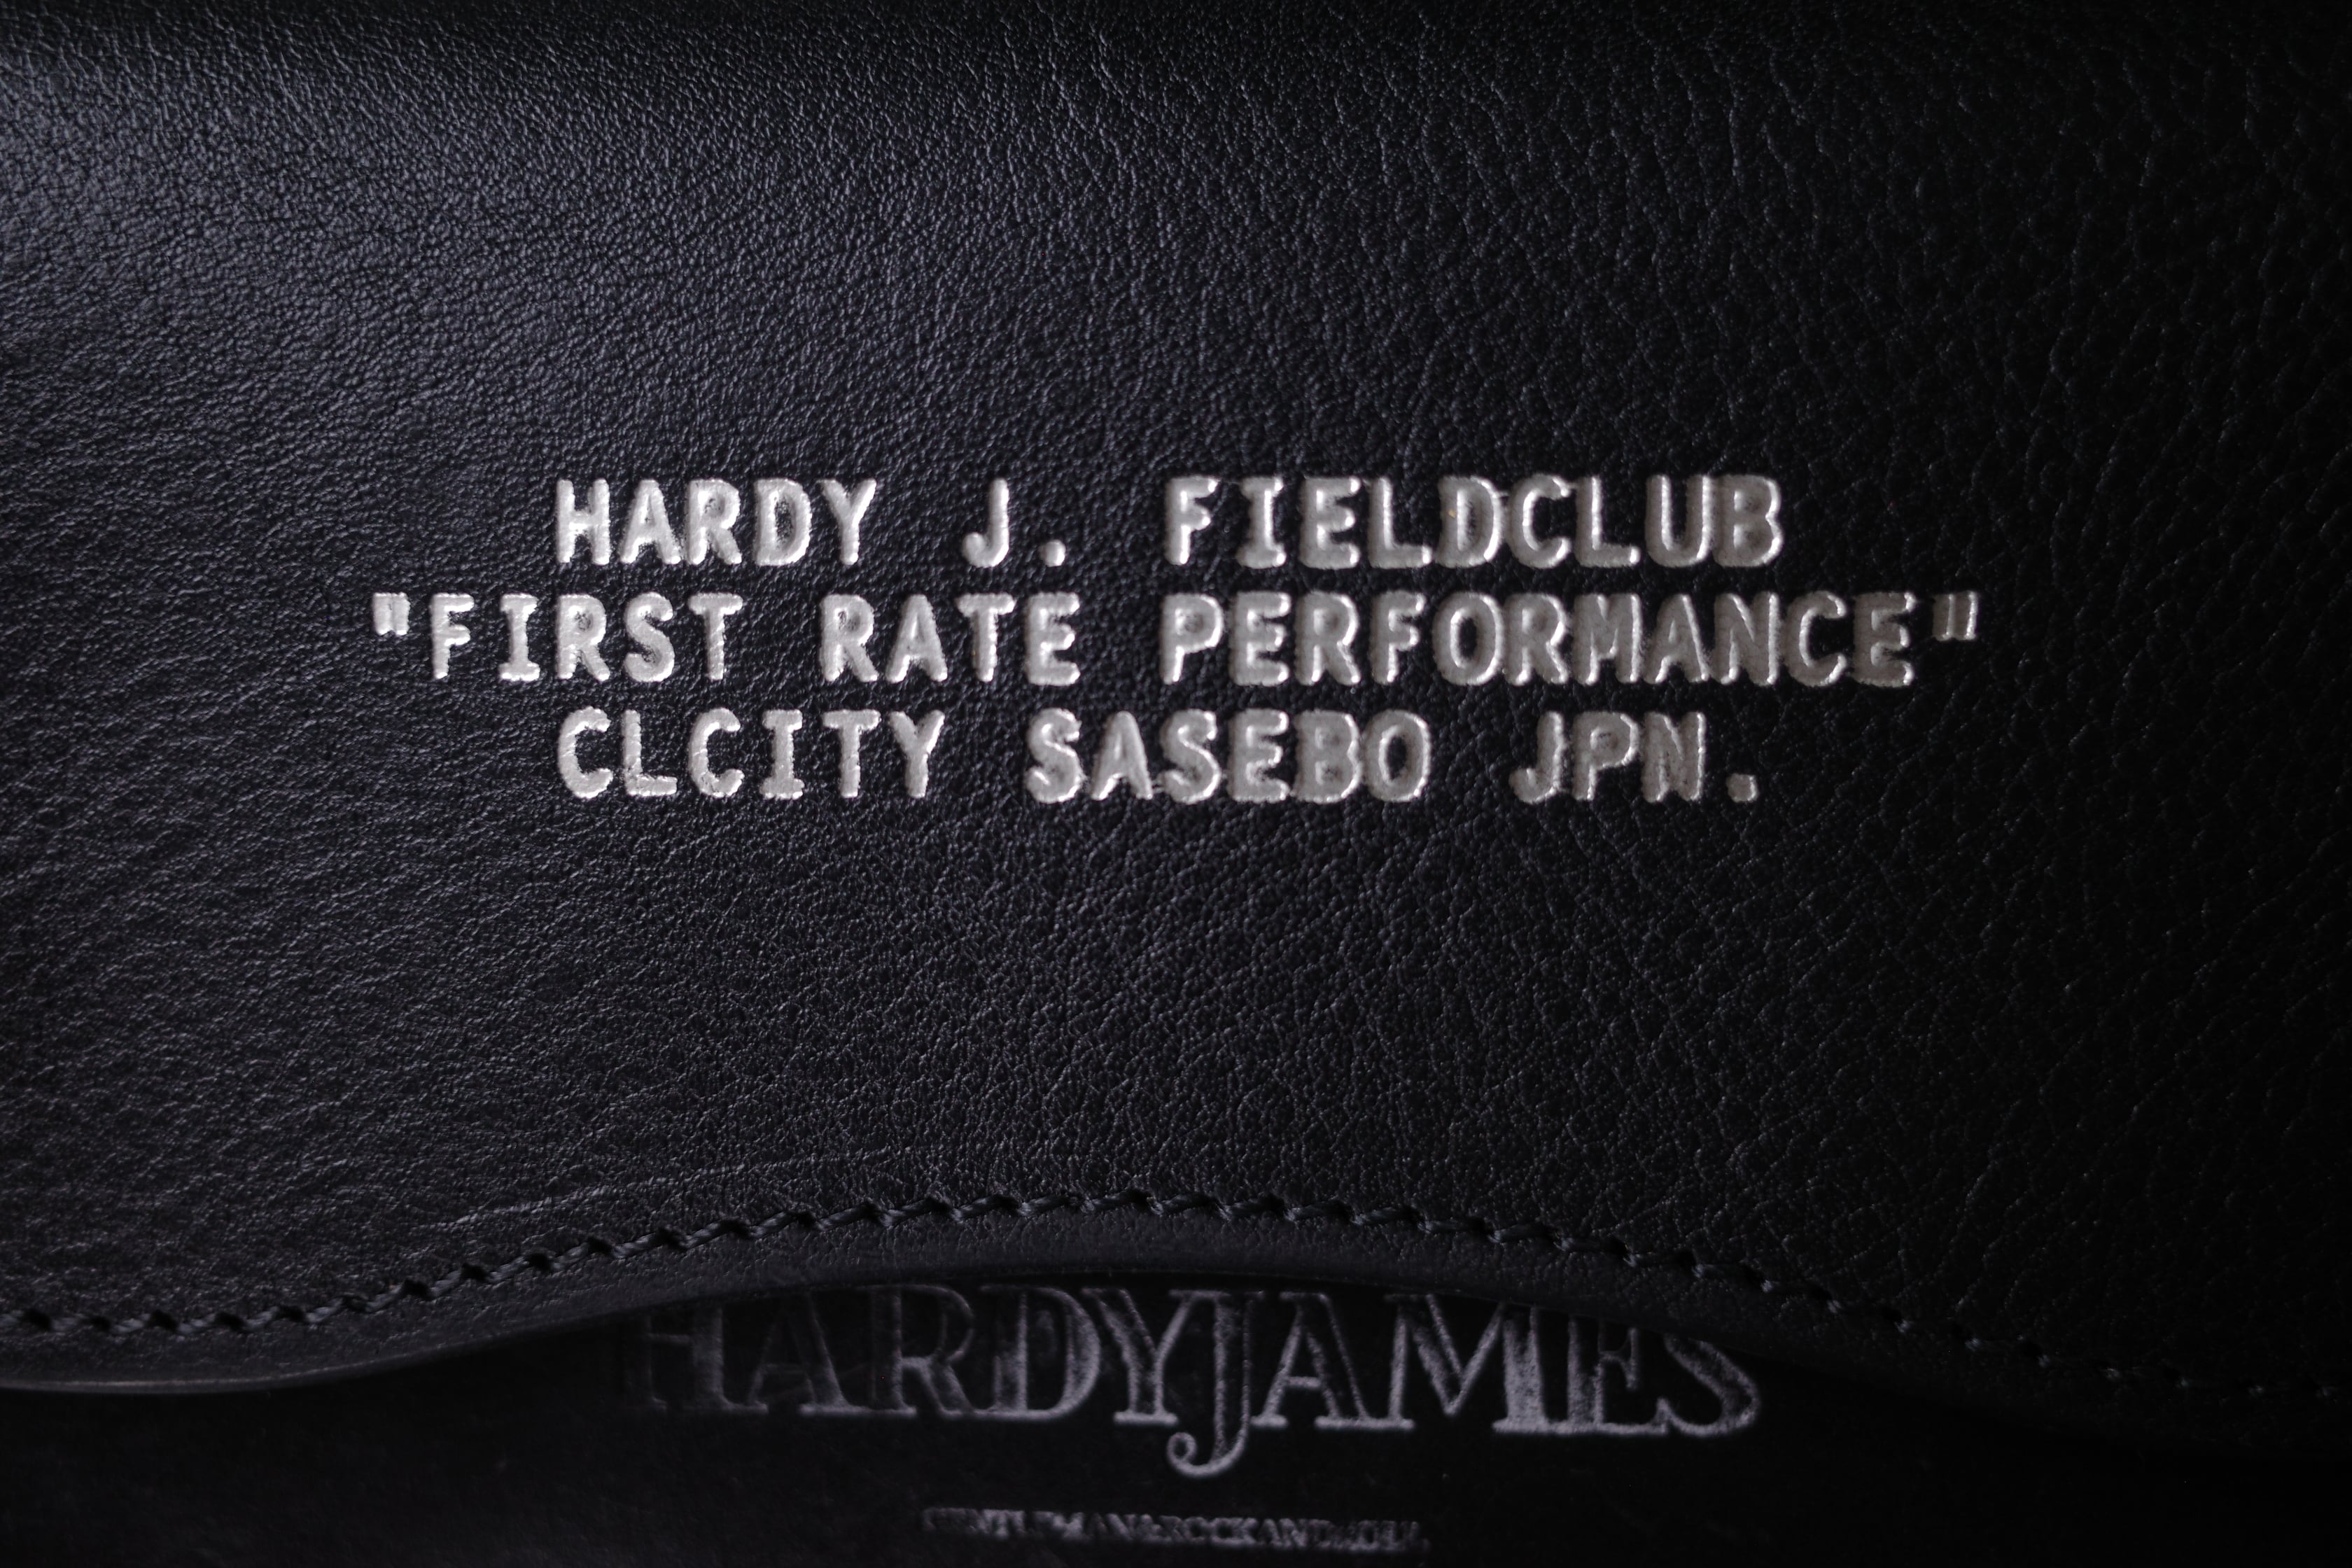 HARDY J. FIELDCLUB
"FIRST RATE PERFORMANCE"
CLCITY SASEBO JPN.
HARDYJAMES